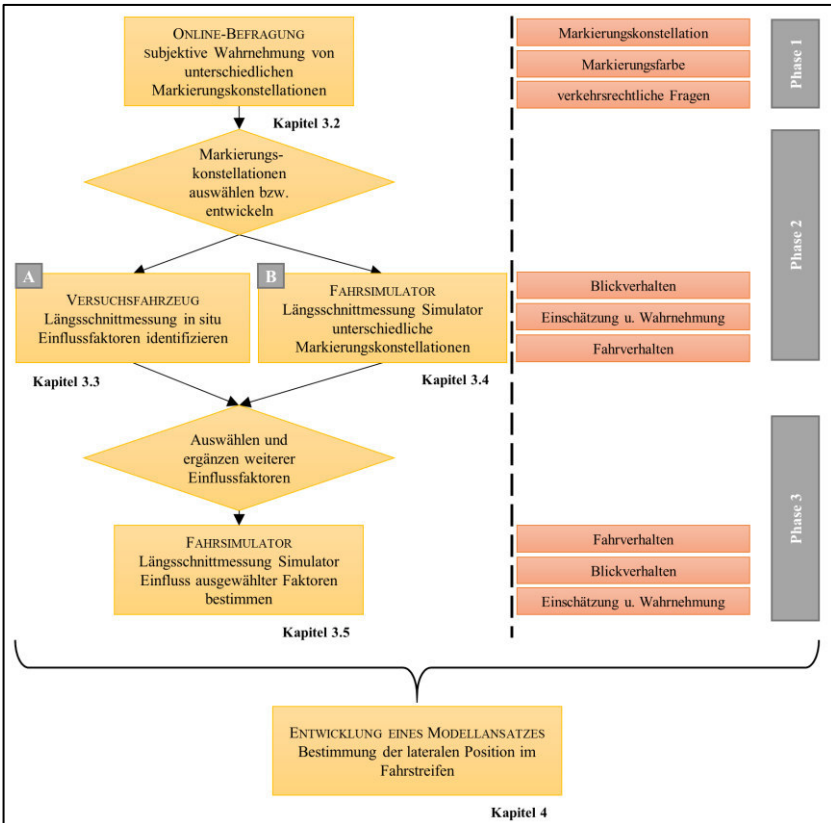 ONLINE-BEFRAGUNG
subjektive Wahrnehmung von
unterschiedlichen
Markierungskonstellationen
Kapitel 3.2
Markierungskonstellation
Markierungsfarbe
verkehrsrechtliche Fragen
Phase 1
Markierungs-
konstellationen
auswählen bzw.
entwickeln
Phase 2
A
VERSUCHSFAHRZEUG
Längsschnittmessung in situ
Einflussfaktoren identifizieren
Kapitel 3.3
B
FAHRSIMULATOR
Längsschnittmessung Simulator
unterschiedliche
Markierungskonstellationen
Kapitel 3.4
Blickverhalten
Einschätzung u. Wahrnehmung
Fahrverhalten
Auswählen und
ergänzen weiterer
Einflussfaktoren
Phase 3
FAHRSIMULATOR
Längsschnittmessung Simulator
Einfluss ausgewählter Faktoren
bestimmen
Kapitel 3.5
Fahrverhalten
Blickverhalten
Einschätzung u. Wahrnehmung
ENTWICKLUNG EINES MODELLANSATZES
Bestimmung der lateralen Position im
Fahrstreifen
Kapitel 4